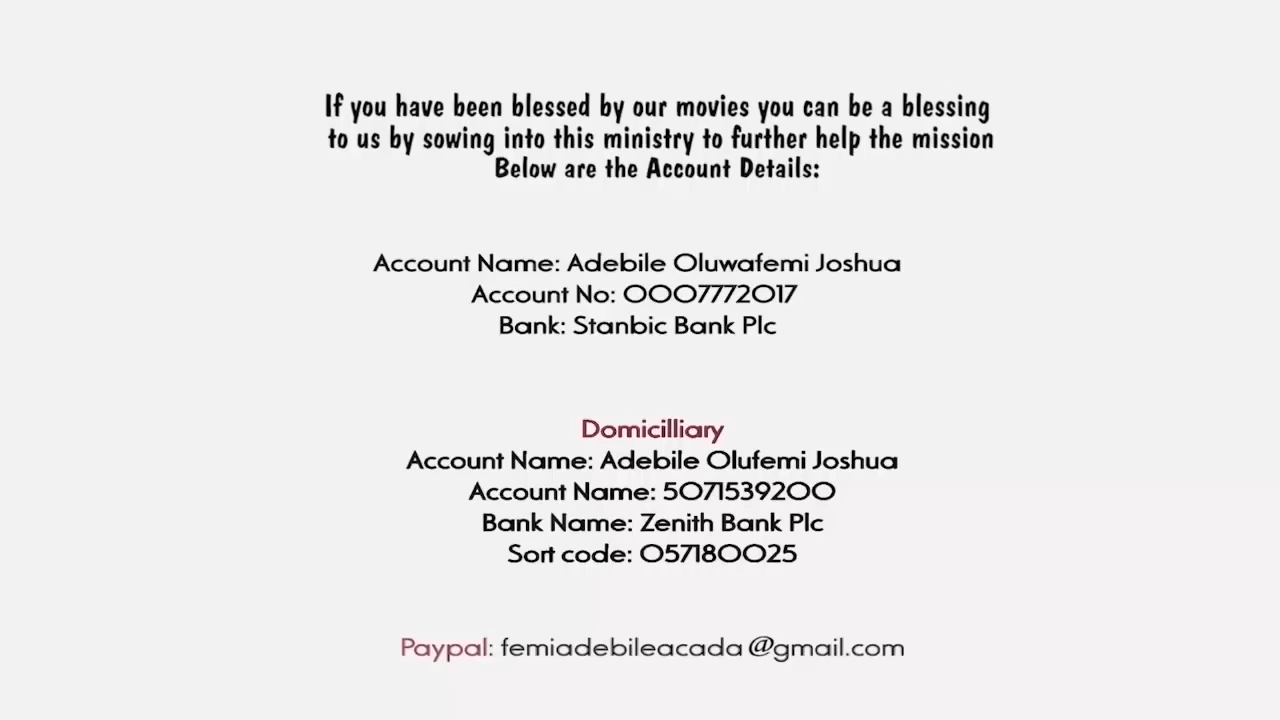 If you have been blessed by our movies you can be a blessing
to us by sowing into this ministry to further help the mission
Below are the Account Details:
Account Name: Adebile Oluwafemi Joshua
Account No: 0007772017
Bank: Stanbic Bank Plc
Domicilliary
Account Name: Adebile Olufemi Joshua
Account Name: 5071539200
Bank Name: Zenith Bank Plc
Sort code: 057180025
Paypal: femiadebileacada@gmail.com